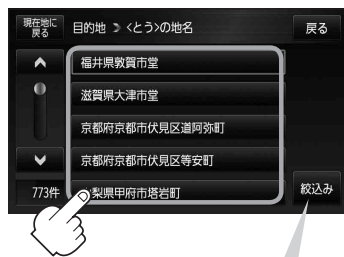 現在地に
戻る
目的地 > <とう>の地名
戻る
福井県敦賀市堂
滋賀県大津市堂
京都府京都市伏見区道阿弥町
京都府京都市伏見区等安町
梨県甲府市塔岩町
773件
絞込み